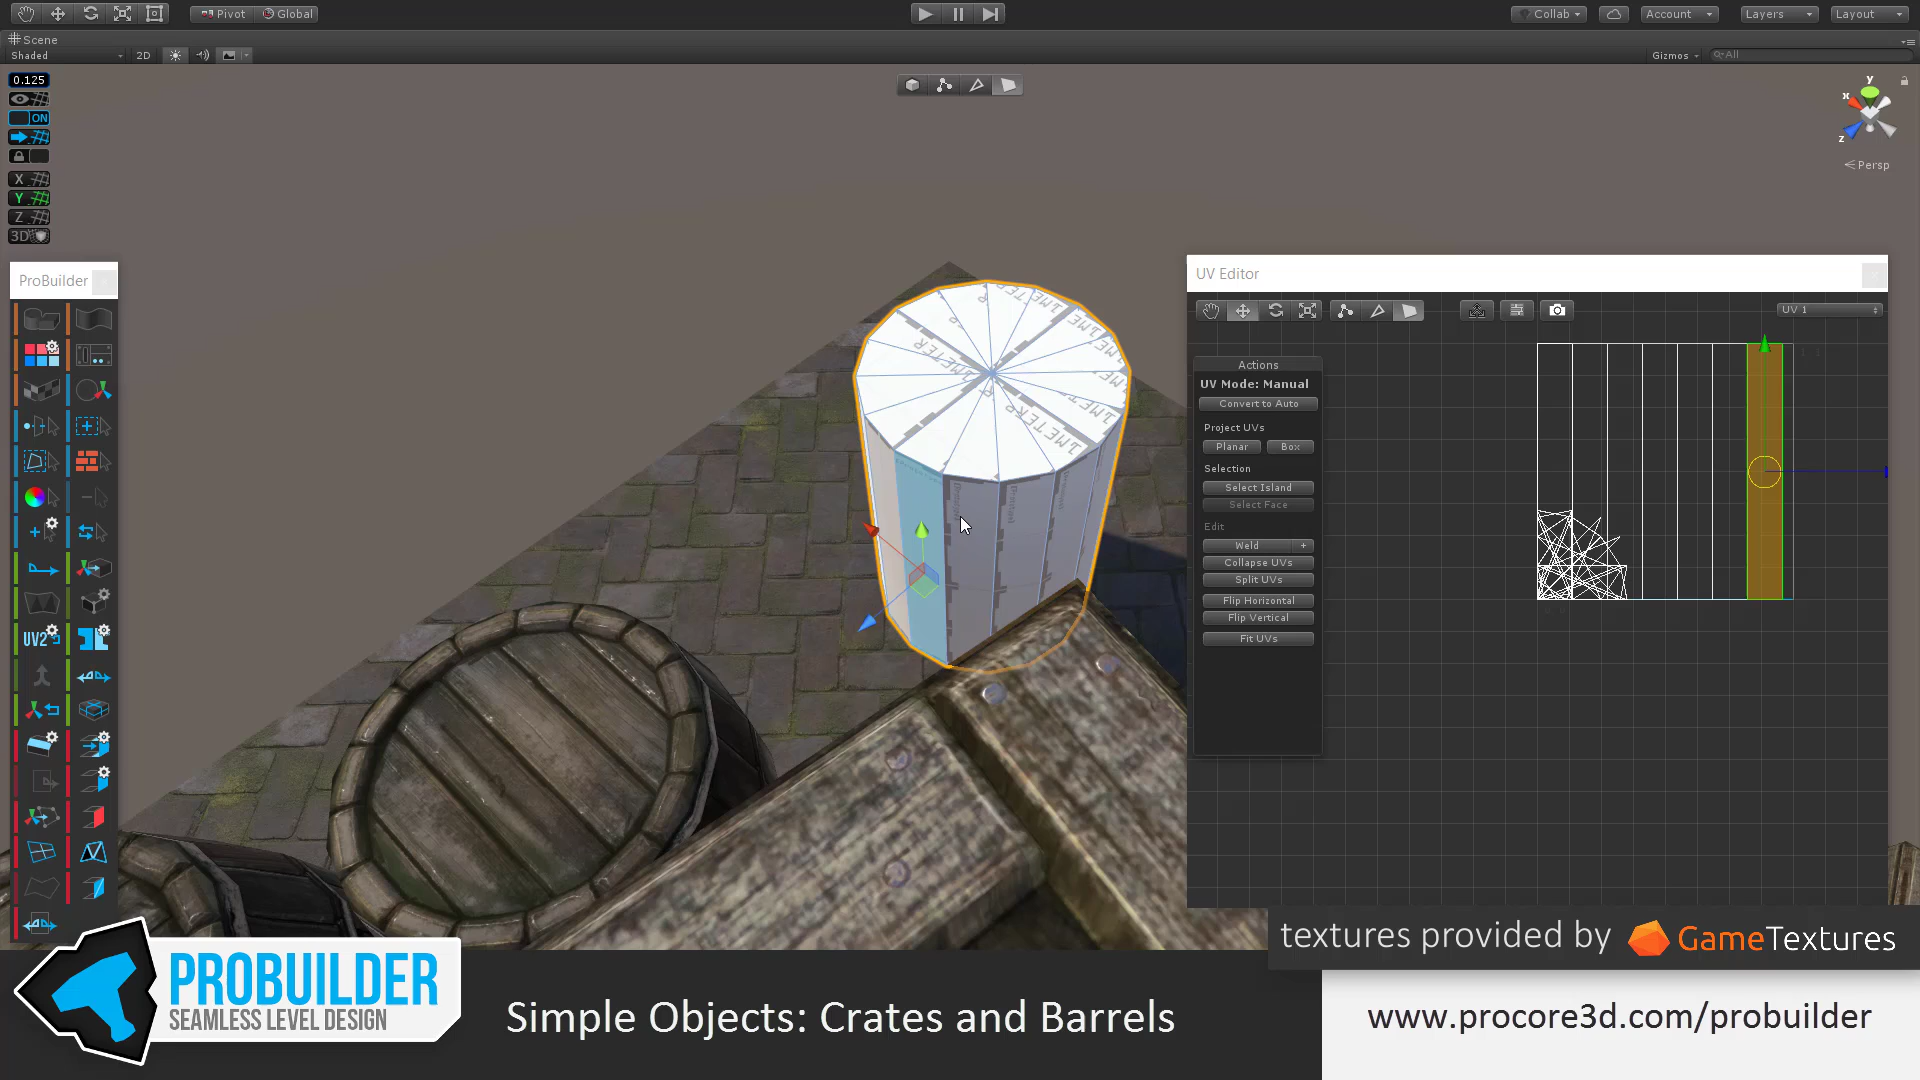 Pivot
Global
Collab
Account
Layers
Layout
Scene
Shaded
2D
Gizmos
All
0.125
ON
X
Y
Z
3D
y
x
z
Persp
ProBuilder
UV2
UV Editor
UV 1
Actions
UV Mode: Manual
Convert to Auto
Project UVs
Planar
Box
Selection
Select Island
Select Face
Edit
Weld
+
Collapse UVs
Split UVs
Flip Horizontal
Flip Vertical
Fit UVs
1METER
1METER
1METER
textures provided by GameTextures
PROBUILDER
SEAMLESS LEVEL DESIGN
Simple Objects: Crates and Barrels
www.procore3d.com/probuilder